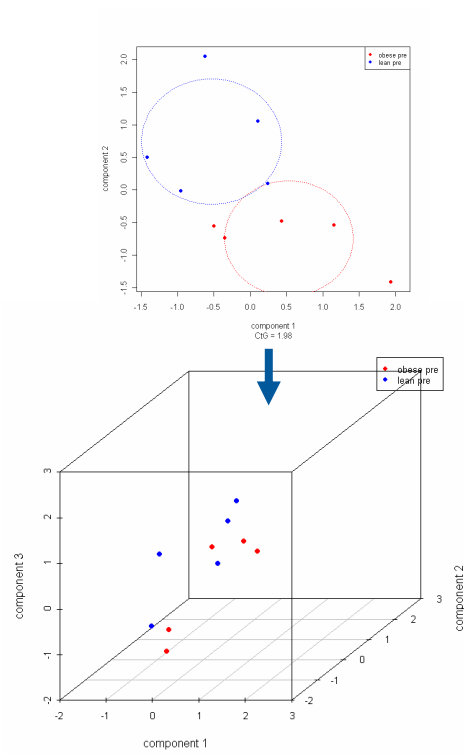 obese pre
lean pre
2.0
1.5
1.0
0.5
0.0
-0.5
-1.0
-1.5
component 2
-1.5 -1.0 -0.5 0.0 0.5 1.0 1.5 2.0
component 1
CtG = 1.98
obese pre
lean pre
3
2
1
0
-1
-2
component 3
3
2
1
0
-1
-2
component 2
-2 -1 0 1 2 3
component 1